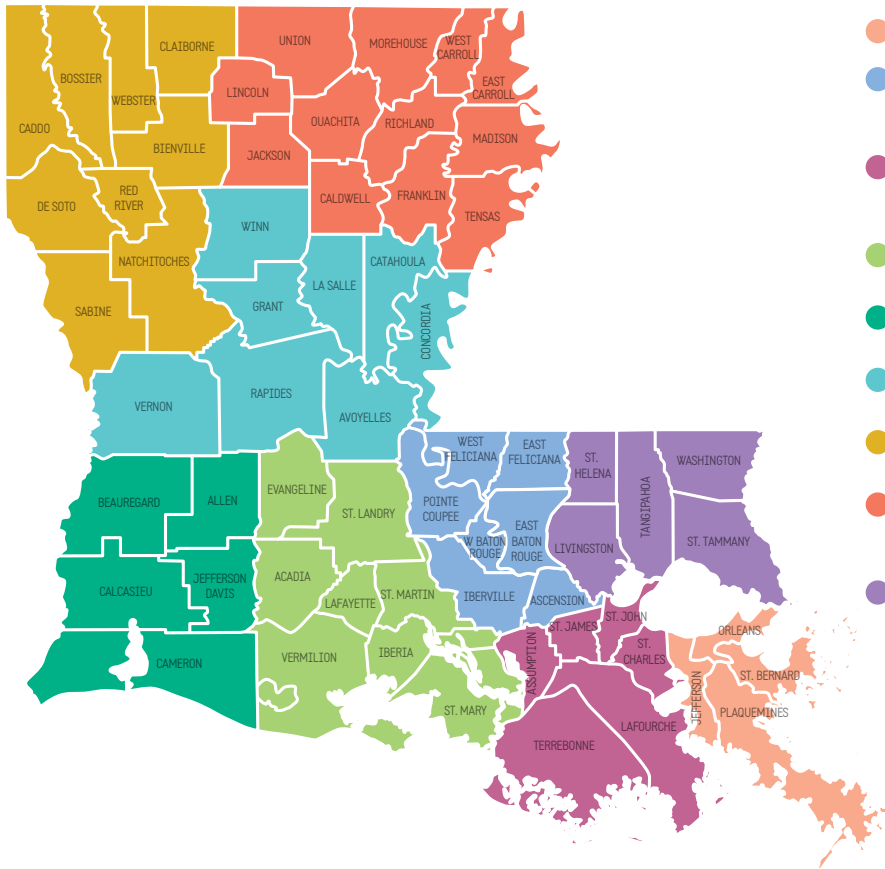 UNION
MOREHOUSE
WEST
CARROLL
CLAIBORNE
BOSSIER
EAST
CARROLL
WEBSTER
LINCOLN
CADDO
OUACHITA
RICHLAND
MADISON
BIENVILLE
JACKSON
RED
RIVER
CALDWELL
FRANKLIN
DE SOTO
TENSAS
WINN
NATCHITOCHES
CATAHOULA
LA SALLE
GRANT
SABINE
CONCORDIA
RAPIDES
VERNON
AVOYELLES
WEST
FELICIANA
EAST
FELICIANA
ST.
HELENA
WASHINGTON
EVANGELINE
BEAUREGARD
ALLEN
ST. LANDRY
POINTE
COUPEE
TANGIPAHOA
EAST
BATON
ROUGE
W BATON
ROUGE
LIVINGSTON
ST. TAMMANY
ACADIA
JEFFERSON
DAVIS
CALCASIEU
LAFAYETTE
ST. MARTIN
IBERVILLE
ASCENSION
ST. JAMES
ST. JOHN
ORLEANS
VERMILION
IBERIA
CAMERON
ASSUMPTION
ST.
CHARLES
ST. BERNARD
JEFFERSON
ST. MARY
PLAQUEMINES
LAFOURCHE
TERREBONNE